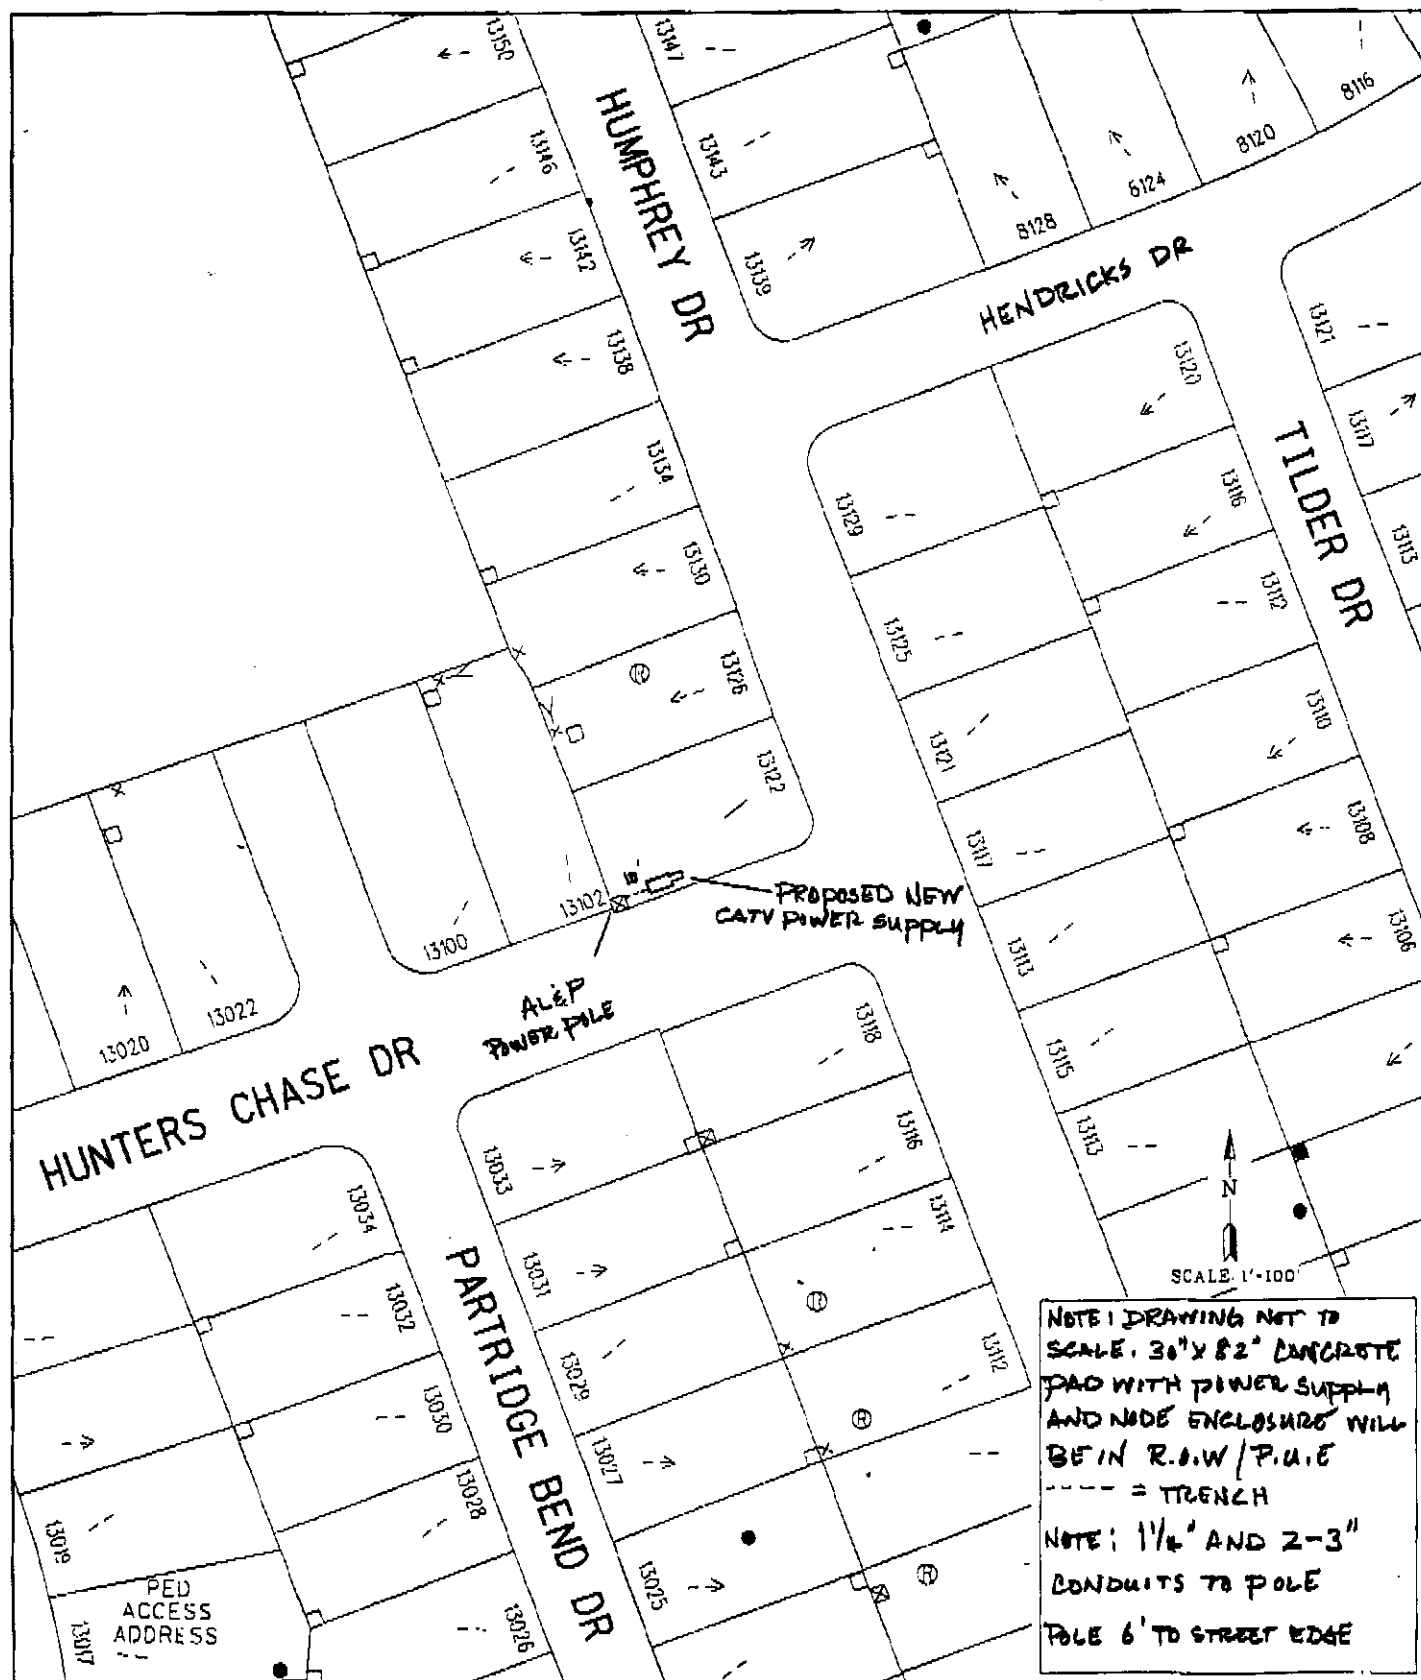 13150
13147
8116
HUMPHREY DR
13146
13143
8120
8124
8128
13142
13139
HENDRICKS DR
13138
13121
13120
13117
13134
TILDER DR
13129
13116
13113
13130
13112
13125
R
13126
13110
13121
13122
13108
13117
13102
PROPOSED NEW
CATV POWER SUPPLY
13106
13100
13113
13022
AL&P
POWER POLE
13020
13118
13115
HUNTERS CHASE DR
13033
13116
13113
N
SCALE 1"-100'
13034
13114
PARTRIDGE BEND DR
13031
13032
R
13029
13112
13030
R
13027
13028
13019
R
13025
PED
ACCESS
ADDRESS
13017
13026
NOTE: DRAWING NOT TO
SCALE. 30" X 82" CONCRETE
PAD WITH POWER SUPPLY
AND NODE ENCLOSURE WILL
BE IN R.O.W / P.U.E
---- = TRENCH
NOTE: 1 1/4" AND 2-3"
CONDUITS TO POLE
POLE 6' TO STREET EDGE